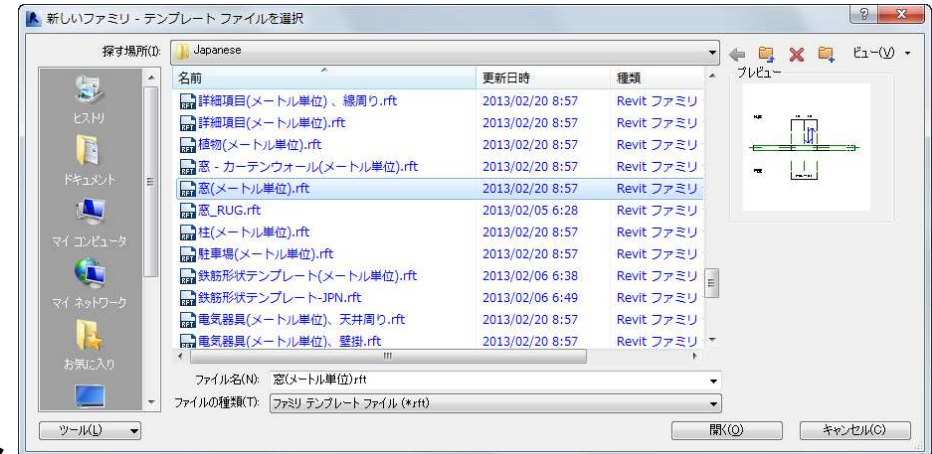 新しいファミリ - テンプレート ファイルを選択
探す場所(I): Japanese ビュー(V)
名前 更新日時 種類 プレビュー
詳細項目(メートル単位) 、線周り.rft 2013/02/20 8:57 Revit ファミリ
詳細項目(メートル単位).rft 2013/02/20 8:57 Revit ファミリ
植物(メートル単位).rft 2013/02/20 8:57 Revit ファミリ
窓 - カーテンウォール(メートル単位).rft 2013/02/20 8:57 Revit ファミリ
窓(メートル単位).rft 2013/02/20 8:57 Revit ファミリ
窓_RUG.rft 2013/02/05 6:28 Revit ファミリ
柱(メートル単位).rft 2013/02/20 8:57 Revit ファミリ
駐車場(メートル単位).rft 2013/02/20 8:57 Revit ファミリ
鉄筋形状テンプレート(メートル単位).rft 2013/02/06 6:38 Revit ファミリ
鉄筋形状テンプレート-JPN.rft 2013/02/06 6:49 Revit ファミリ
電気器具(メートル単位)、天井周り.rft 2013/02/20 8:57 Revit ファミリ
電気器具(メートル単位)、壁掛.rft 2013/02/20 8:57 Revit ファミリ
ヒストリ
ドキュメント
マイ コンピュータ
マイ ネットワーク
お気に入り
ファイル名(N): 窓(メートル単位).rft
ファイルの種類(T): ファミリ テンプレート ファイル (*.rft)
ツール(L) 開く(O) キャンセル(C)